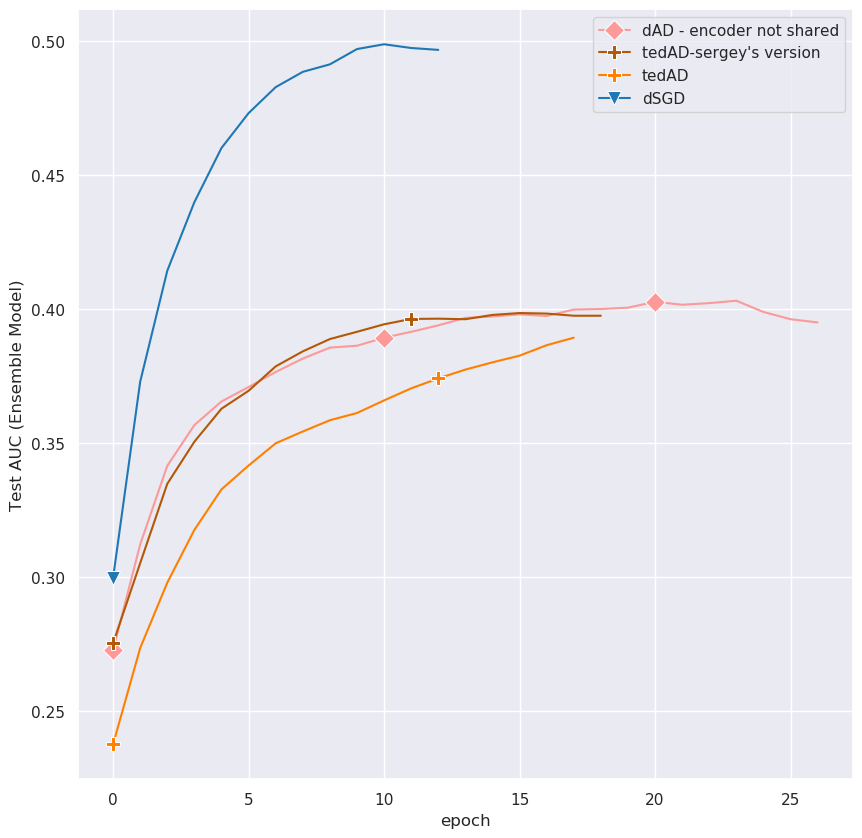 dAD - encoder not shared
tedAD-sergey's version
tedAD
dSGD
0.50
0.45
0.40
0.35
0.30
0.25
Test AUC (Ensemble Model)
0 5 10 15 20 25
epoch